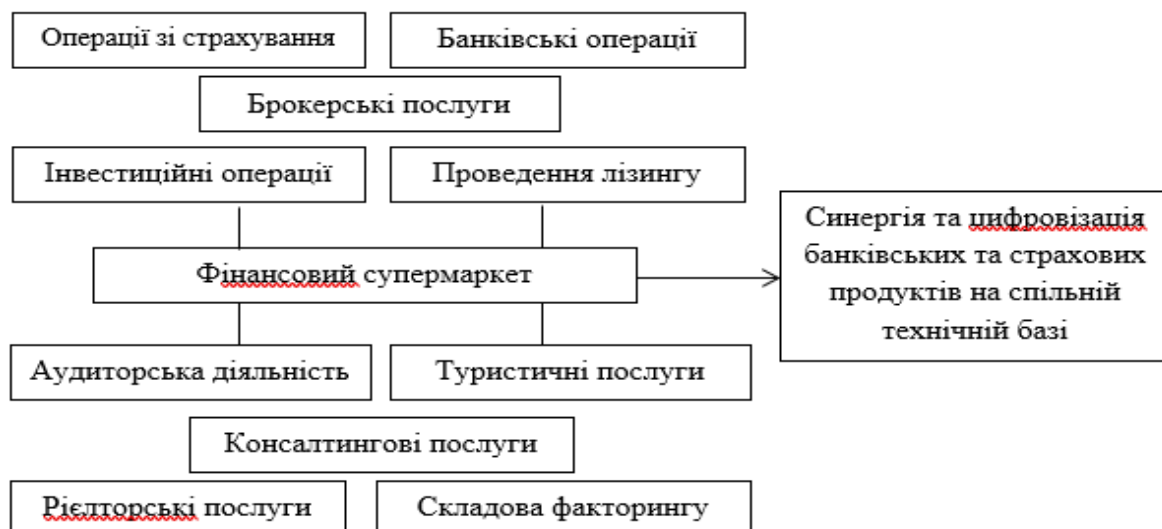 Операції зі страхування
Банківські операції
Брокерські послуги
Інвестиційні операції
Проведення лізингу
Фінансовий супермаркет
Синергія та цифровізація
банківських та страхових
продуктів на спільній
технічній базі
Аудиторська діяльність
Туристичні послуги
Консалтингові послуги
Рієлторські послуги
Складова факторингу